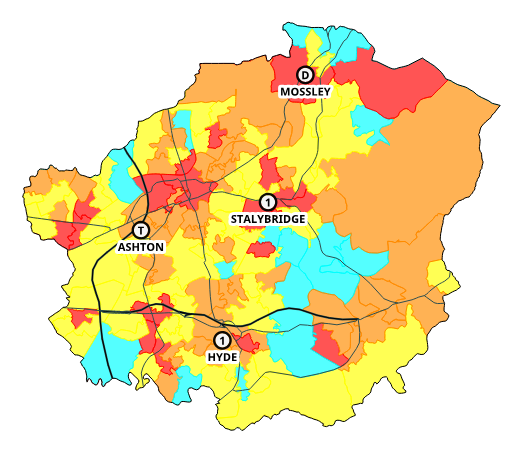 D
MOSSLEY
1
STALYBRIDGE
T
ASHTON
1
HYDE